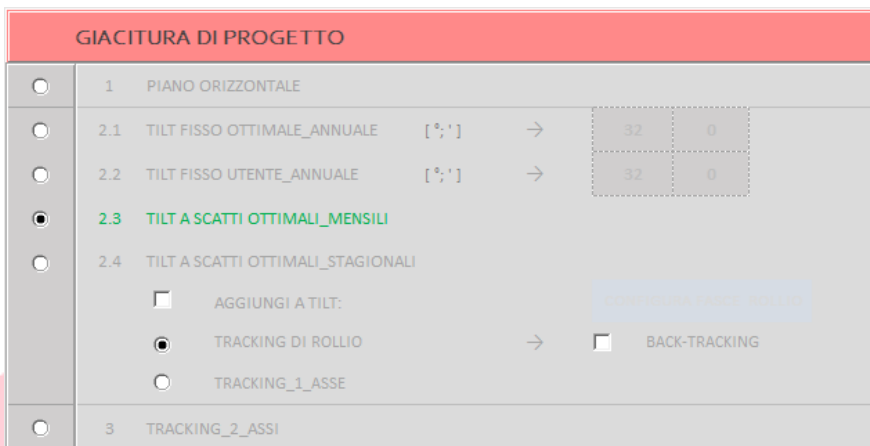 GIACITURA DI PROGETTO
1 PIANO ORIZZONTALE
2.1 TILT FISSO OTTIMALE_ANNUALE [°;'] → 32 0
2.2 TILT FISSO UTENTE_ANNUALE [°;'] → 32 0
2.3 TILT A SCATTI OTTIMALI_MENSILI
2.4 TILT A SCATTI OTTIMALI_STAGIONALI
AGGIUNGI A TILT:
TRACKING DI ROLLIO → BACK-TRACKING
TRACKING_1_ASSE
3 TRACKING_2_ASSI